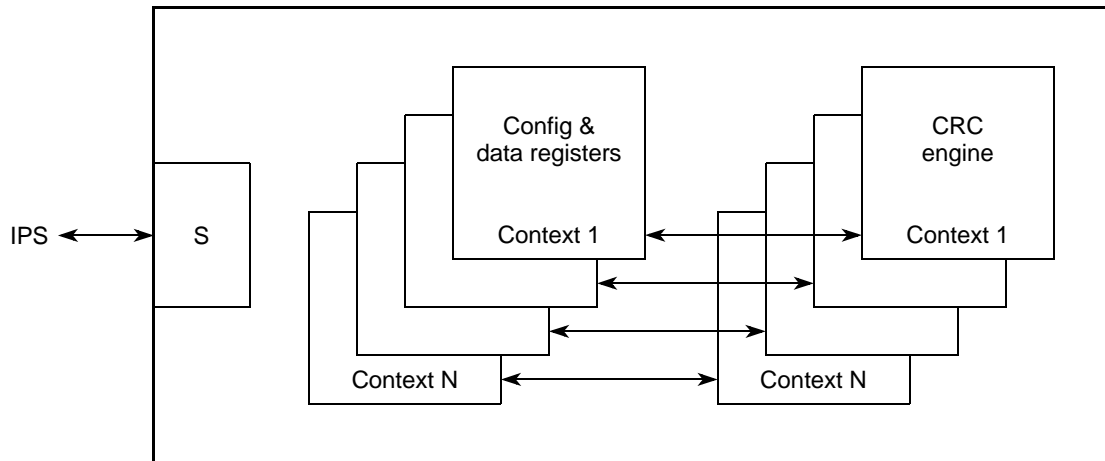 Config &
data registers
CRC
engine
IPS
S
Context 1
Context 1
Context N
Context N